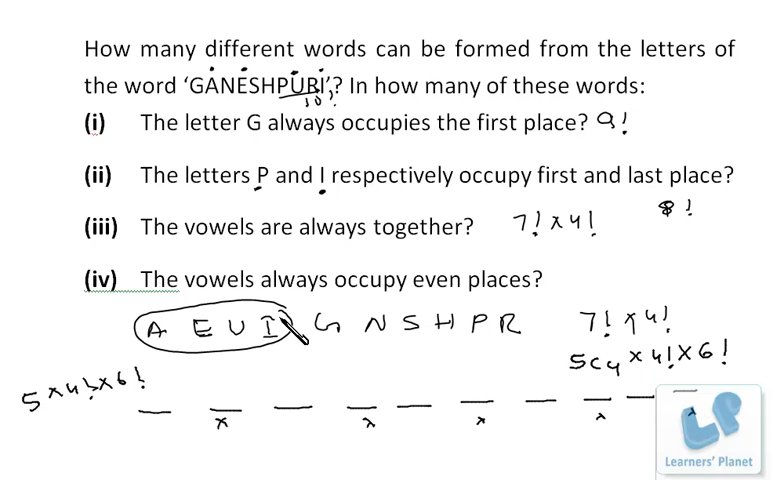 How many different words can be formed from the letters of
the word ‘GANESHPURI’? In how many of these words:
10!
(i) The letter G always occupies the first place? 9!
(ii) The letters P and I respectively occupy first and last place?
8!
(iii) The vowels are always together? 7! x 4!
(iv) The vowels always occupy even places?
A E U I G N S H P R 7! x 4!
5C4 x 4! x 6!
5 x 4! x 6!
x x x x x
LP
Learners’ Planet